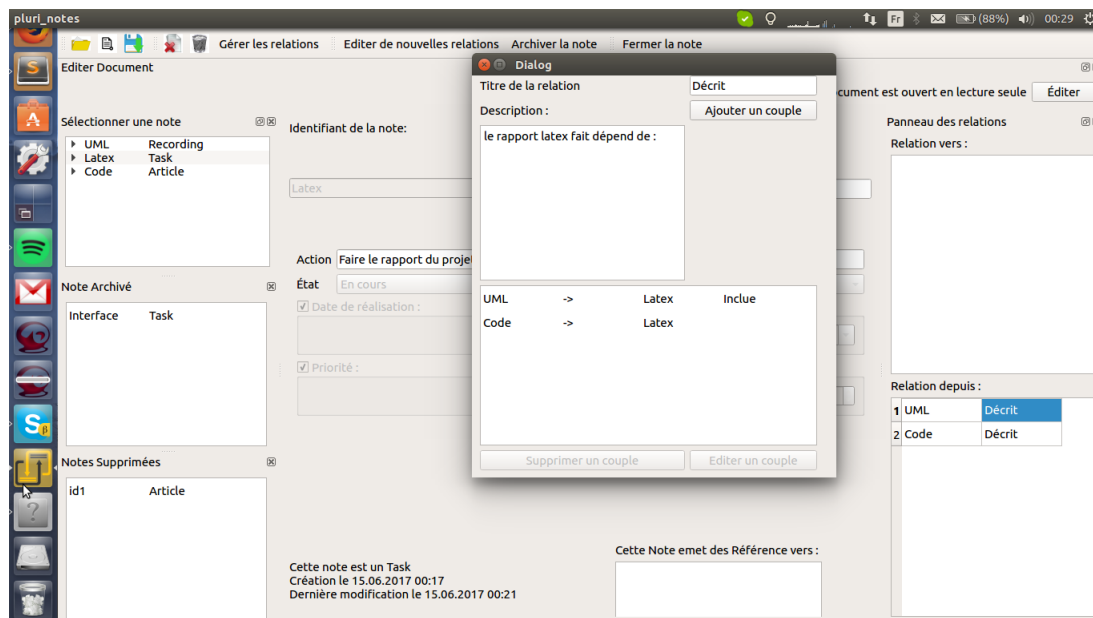 pluri_notes
Fr (88%) 00:29
Gérer les relations Editer de nouvelles relations Archiver la note Fermer la note
Editer Document
Dialog
Titre de la relation Décrit
Description : Ajouter un couple
le rapport latex fait dépend de :
UML -> Latex Inclue
Code -> Latex
Supprimer un couple Editer un couple
cument est ouvert en lecture seule Éditer
Sélectionner une note
UML Recording
Latex Task
Code Article
Identifiant de la note:
Latex
Action Faire le rapport du proje
État En cours
Date de réalisation :
Priorité :
Note Archivé
Interface Task
Notes Supprimées
id1 Article
Panneau des relations
Relation vers :
Relation depuis :
1 UML Décrit
2 Code Décrit
Cette note est un Task
Création le 15.06.2017 00:17
Dernière modification le 15.06.2017 00:21
Cette Note emet des Référence vers :